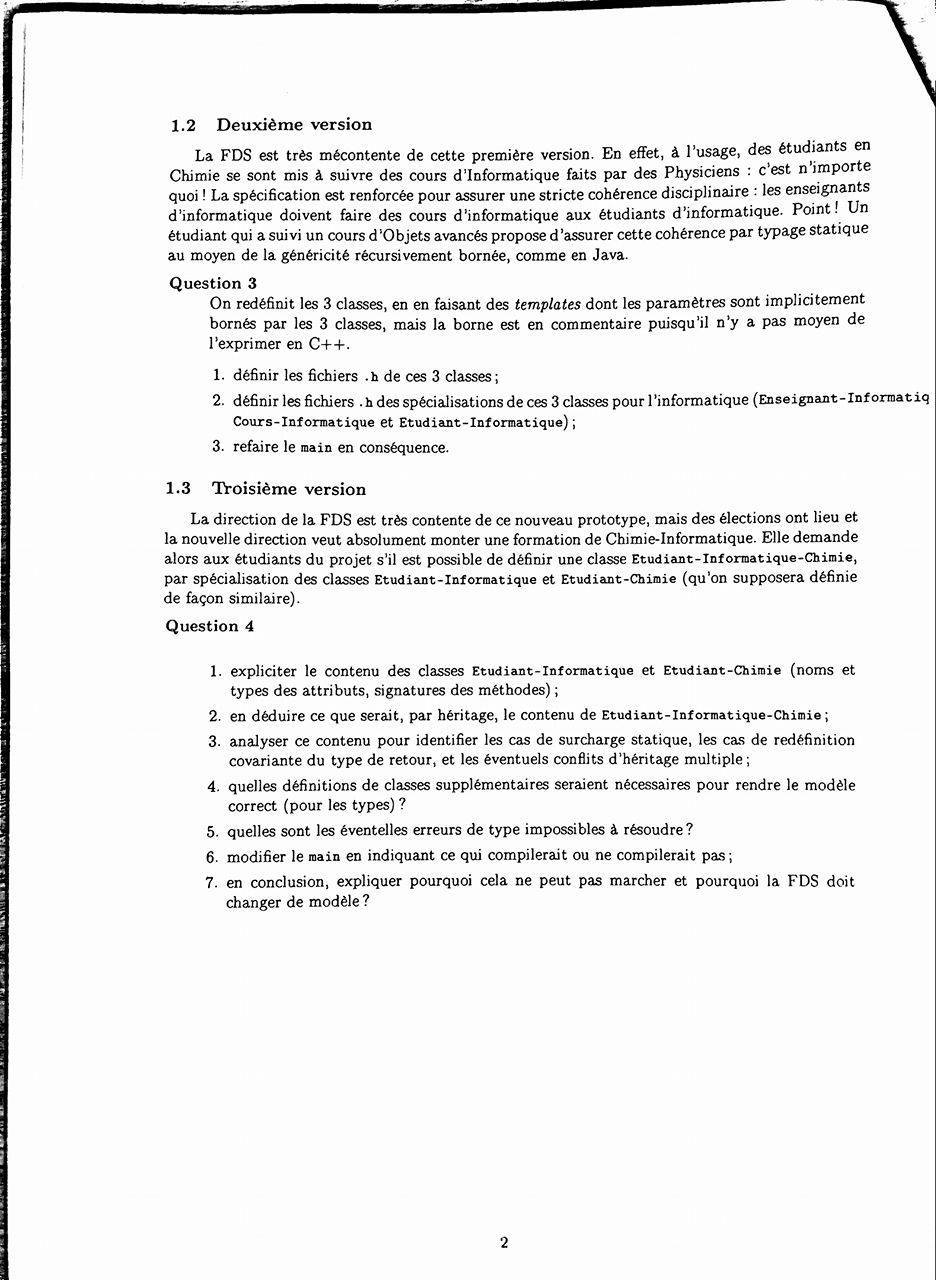 1.2 Deuxième version
La FDS est très mécontente de cette première version. En effet, à l'usage, des étudiants en
Chimie se sont mis à suivre des cours d'Informatique faits par des Physiciens : c'est n'importe
quoi ! La spécification est renforcée pour assurer une stricte cohérence disciplinaire : les enseignants
d'informatique doivent faire des cours d'informatique aux étudiants d'informatique. Point ! Un
étudiant qui a suivi un cours d'Objets avancés propose d'assurer cette cohérence par typage statique
au moyen de la généricité récursivement bornée, comme en Java.
Question 3
On redéfinit les 3 classes, en en faisant des templates dont les paramètres sont implicitement
bornés par les 3 classes, mais la borne est en commentaire puisqu'il n'y a pas moyen de
l'exprimer en C++.
1. définir les fichiers .h de ces 3 classes ;
2. définir les fichiers .h des spécialisations de ces 3 classes pour l'informatique (Enseignant-Informatiq
Cours-Informatique et Etudiant-Informatique) ;
3. refaire le main en conséquence.
1.3 Troisième version
La direction de la FDS est très contente de ce nouveau prototype, mais des élections ont lieu et
la nouvelle direction veut absolument monter une formation de Chimie-Informatique. Elle demande
alors aux étudiants du projet s'il est possible de définir une classe Etudiant-Informatique-Chimie,
par spécialisation des classes Etudiant-Informatique et Etudiant-Chimie (qu'on supposera définie
de façon similaire).
Question 4
1. expliciter le contenu des classes Etudiant-Informatique et Etudiant-Chimie (noms et
types des attributs, signatures des méthodes) ;
2. en déduire ce que serait, par héritage, le contenu de Etudiant-Informatique-Chimie ;
3. analyser ce contenu pour identifier les cas de surcharge statique, les cas de redéfinition
covariante du type de retour, et les éventuels conflits d'héritage multiple ;
4. quelles définitions de classes supplémentaires seraient nécessaires pour rendre le modèle
correct (pour les types) ?
5. quelles sont les éventelles erreurs de type impossibles à résoudre ?
6. modifier le main en indiquant ce qui compilerait ou ne compilerait pas ;
7. en conclusion, expliquer pourquoi cela ne peut pas marcher et pourquoi la FDS doit
changer de modèle ?
2